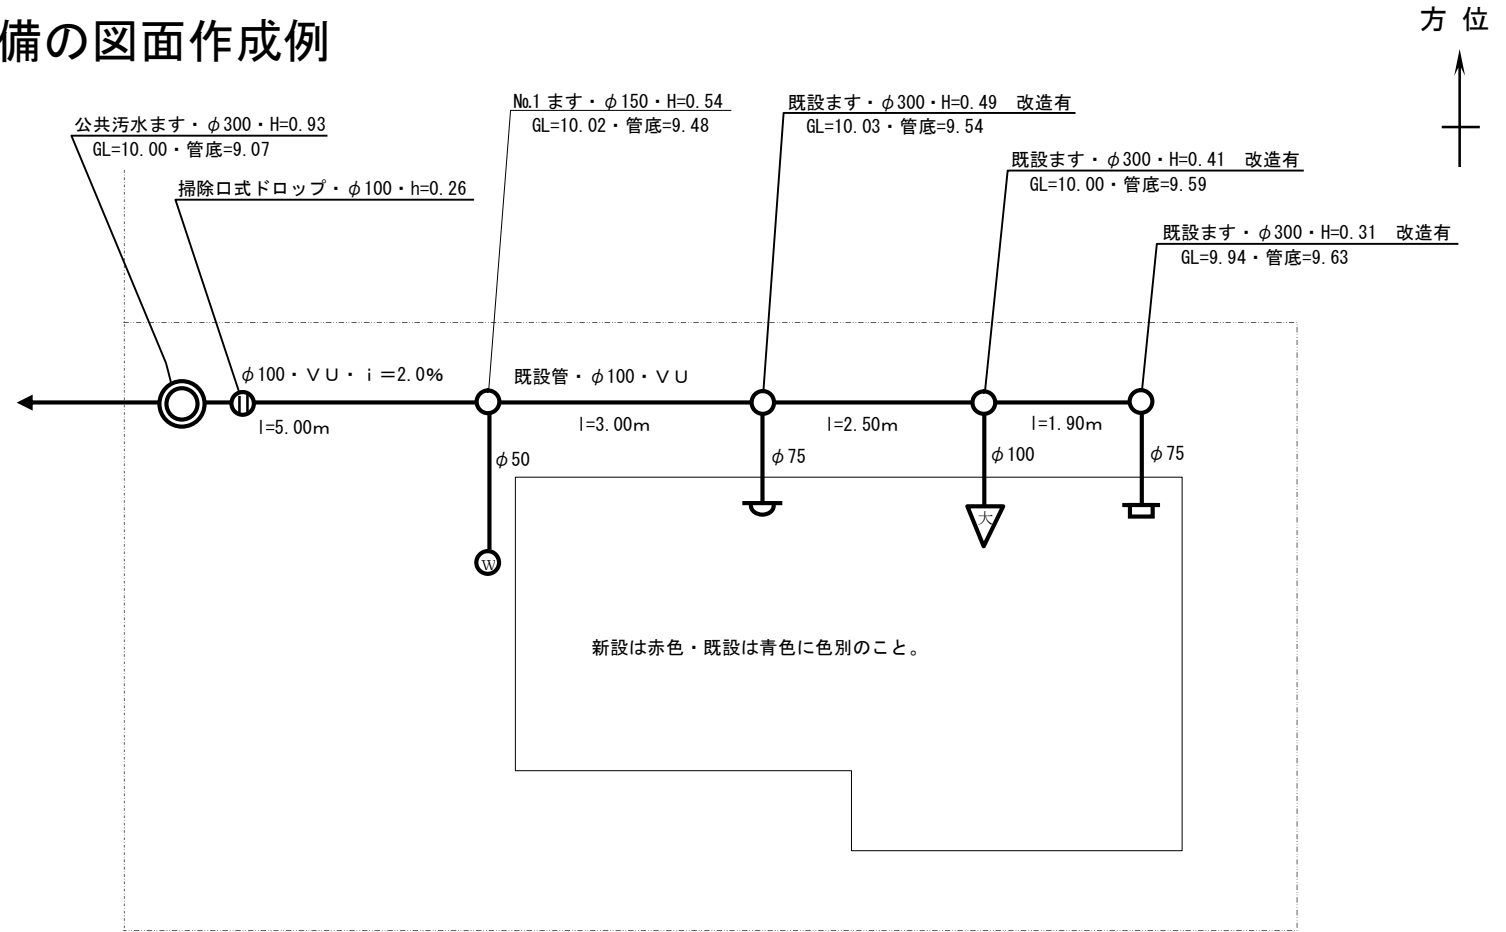 備の図面作成例
方 位
公共汚水ます・φ300・H=0.93
GL=10.00・管底=9.07
掃除口式ドロップ・φ100・h=0.26
№1 ます・φ150・H=0.54
GL=10.02・管底=9.48
既設ます・φ300・H=0.49 改造有
GL=10.03・管底=9.54
既設ます・φ300・H=0.41 改造有
GL=10.00・管底=9.59
既設ます・φ300・H=0.31 改造有
GL=9.94・管底=9.63
φ100・ＶＵ・ｉ＝2.0%
既設管・φ100・ＶＵ
l=5.00m
l=3.00m
l=2.50m
l=1.90m
φ50
φ75
φ100
φ75
大
W
新設は赤色・既設は青色に色別のこと。